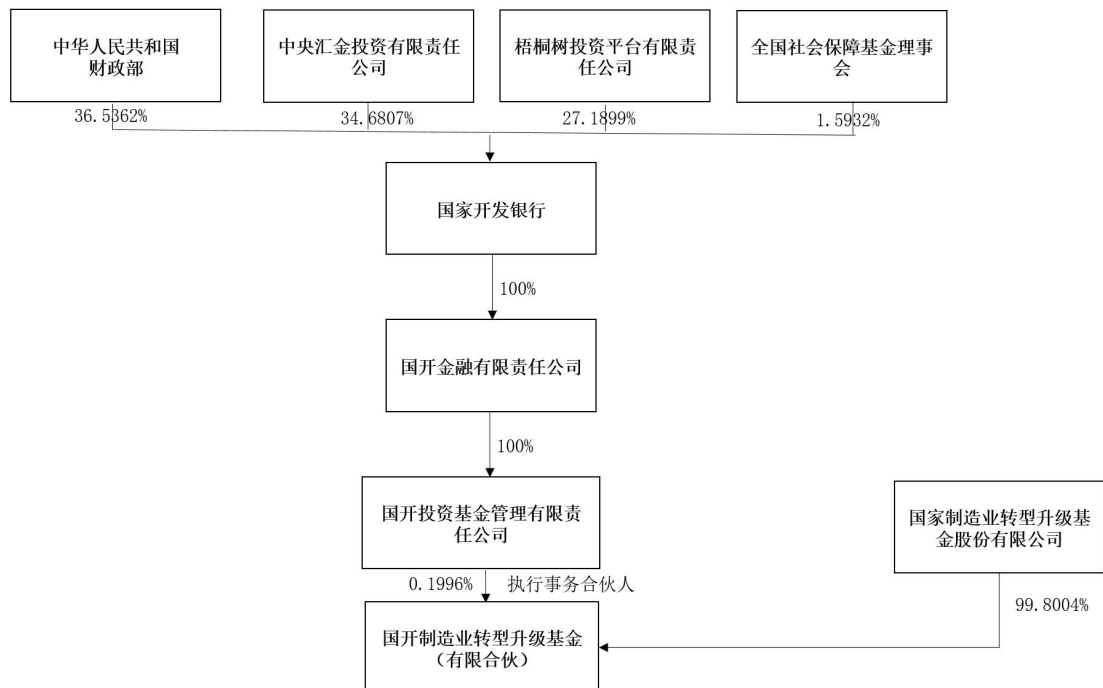 中华人民共和国
财政部
中央汇金投资有限责任
公司
梧桐树投资平台有限责
任公司
全国社会保障基金理事
会
36.5362%
34.6807%
27.1899%
1.5932%
国家开发银行
100%
国开金融有限责任公司
100%
国开投资基金管理有限责
任公司
国家制造业转型升级基
金股份有限公司
0.1996%
执行事务合伙人
99.8004%
国开制造业转型升级基金
（有限合伙）